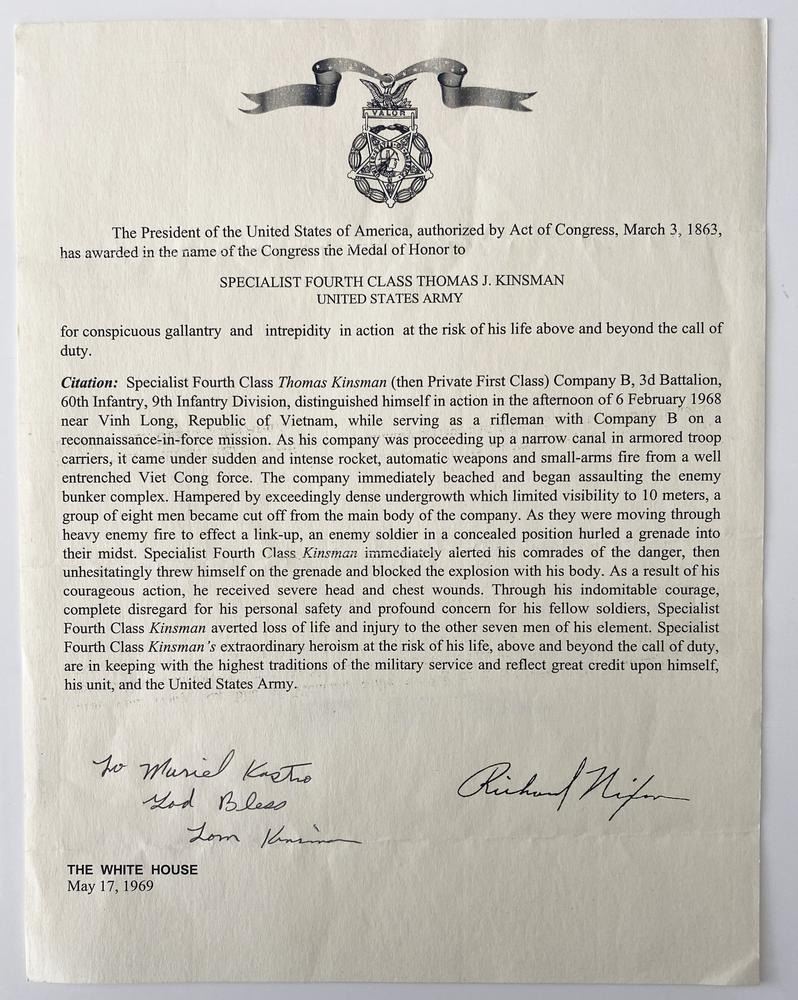 VALOR
The President of the United States of America, authorized by Act of Congress, March 3, 1863,
has awarded in the name of the Congress the Medal of Honor to
SPECIALIST FOURTH CLASS THOMAS J. KINSMAN
UNITED STATES ARMY
for conspicuous gallantry and intrepidity in action at the risk of his life above and beyond the call of
duty.
Citation: Specialist Fourth Class Thomas Kinsman (then Private First Class) Company B, 3d Battalion,
60th Infantry, 9th Infantry Division, distinguished himself in action in the afternoon of 6 February 1968
near Vinh Long, Republic of Vietnam, while serving as a rifleman with Company B on a
reconnaissance-in-force mission. As his company was proceeding up a narrow canal in armored troop
carriers, it came under sudden and intense rocket, automatic weapons and small-arms fire from a well
entrenched Viet Cong force. The company immediately beached and began assaulting the enemy
bunker complex. Hampered by exceedingly dense undergrowth which limited visibility to 10 meters, a
group of eight men became cut off from the main body of the company. As they were moving through
heavy enemy fire to effect a link-up, an enemy soldier in a concealed position hurled a grenade into
their midst. Specialist Fourth Class Kinsman immediately alerted his comrades of the danger, then
unhesitatingly threw himself on the grenade and blocked the explosion with his body. As a result of his
courageous action, he received severe head and chest wounds. Through his indomitable courage,
complete disregard for his personal safety and profound concern for his fellow soldiers, Specialist
Fourth Class Kinsman averted loss of life and injury to the other seven men of his element. Specialist
Fourth Class Kinsman's extraordinary heroism at the risk of his life, above and beyond the call of duty,
are in keeping with the highest traditions of the military service and reflect great credit upon himself,
his unit, and the United States Army.
To Muriel Kastro
God Bless
Tom Kinsman
Richard Nixon
THE WHITE HOUSE
May 17, 1969